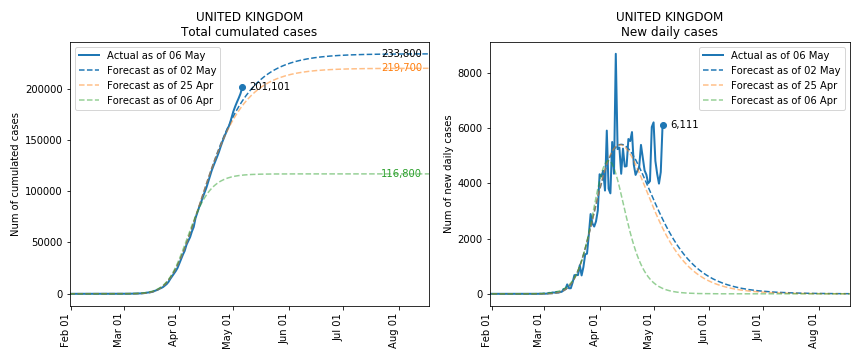 UNITED KINGDOM
Total cumulated cases
Num of cumulated cases
200000
150000
100000
50000
0
Actual as of 06 May
Forecast as of 02 May
Forecast as of 25 Apr
Forecast as of 06 Apr
233,800
219,700
201,101
116,800
Feb 01
Mar 01
Apr 01
May 01
Jun 01
Jul 01
Aug 01
UNITED KINGDOM
New daily cases
Num of new daily cases
8000
6000
4000
2000
0
Actual as of 06 May
Forecast as of 02 May
Forecast as of 25 Apr
Forecast as of 06 Apr
6,111
Feb 01
Mar 01
Apr 01
May 01
Jun 01
Jul 01
Aug 01